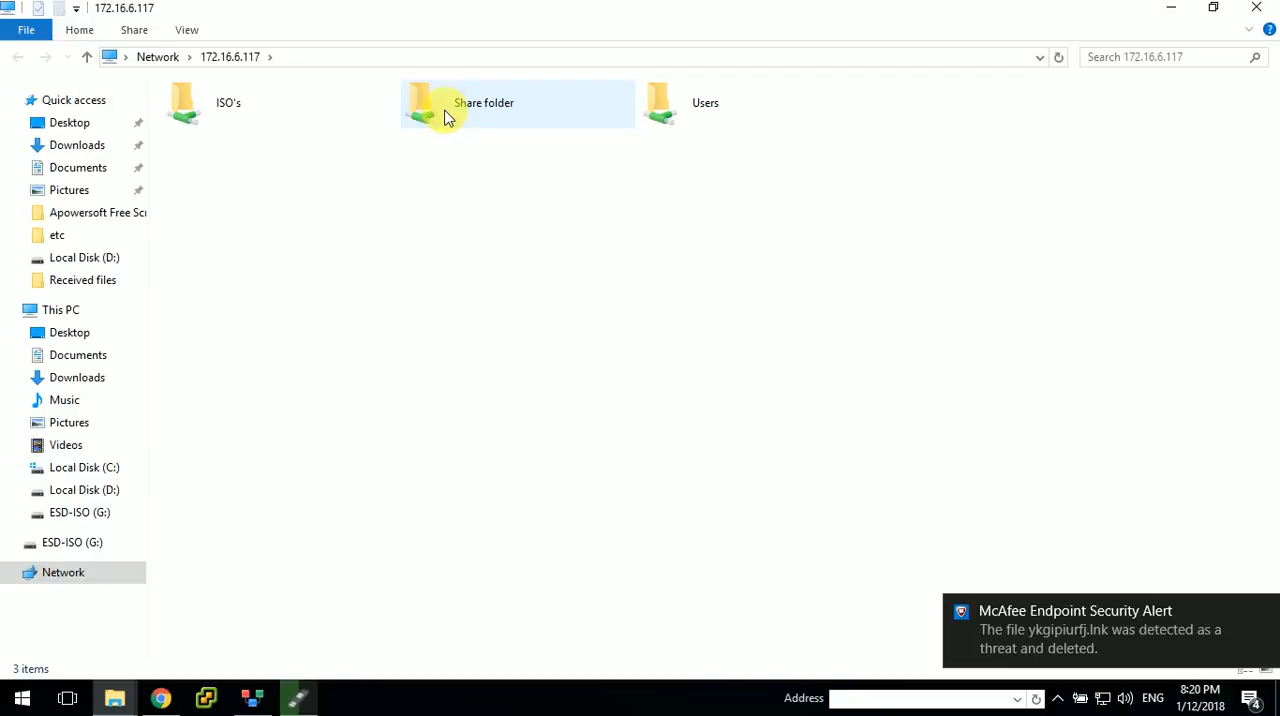 172.16.6.117
File Home Share View
Network 172.16.6.117
Search 172.16.6.117
Quick access
Desktop
Downloads
Documents
Pictures
Apowersoft Free Scr
etc
Local Disk (D:)
Received files
This PC
Desktop
Documents
Downloads
Music
Pictures
Videos
Local Disk (C:)
Local Disk (D:)
ESD-ISO (G:)
ESD-ISO (G:)
Network
ISO's Share folder Users
McAfee Endpoint Security Alert
The file ykgipiurfj.lnk was detected as a
threat and deleted.
3 items
Address
ENG
8:20 PM
1/12/2018
4